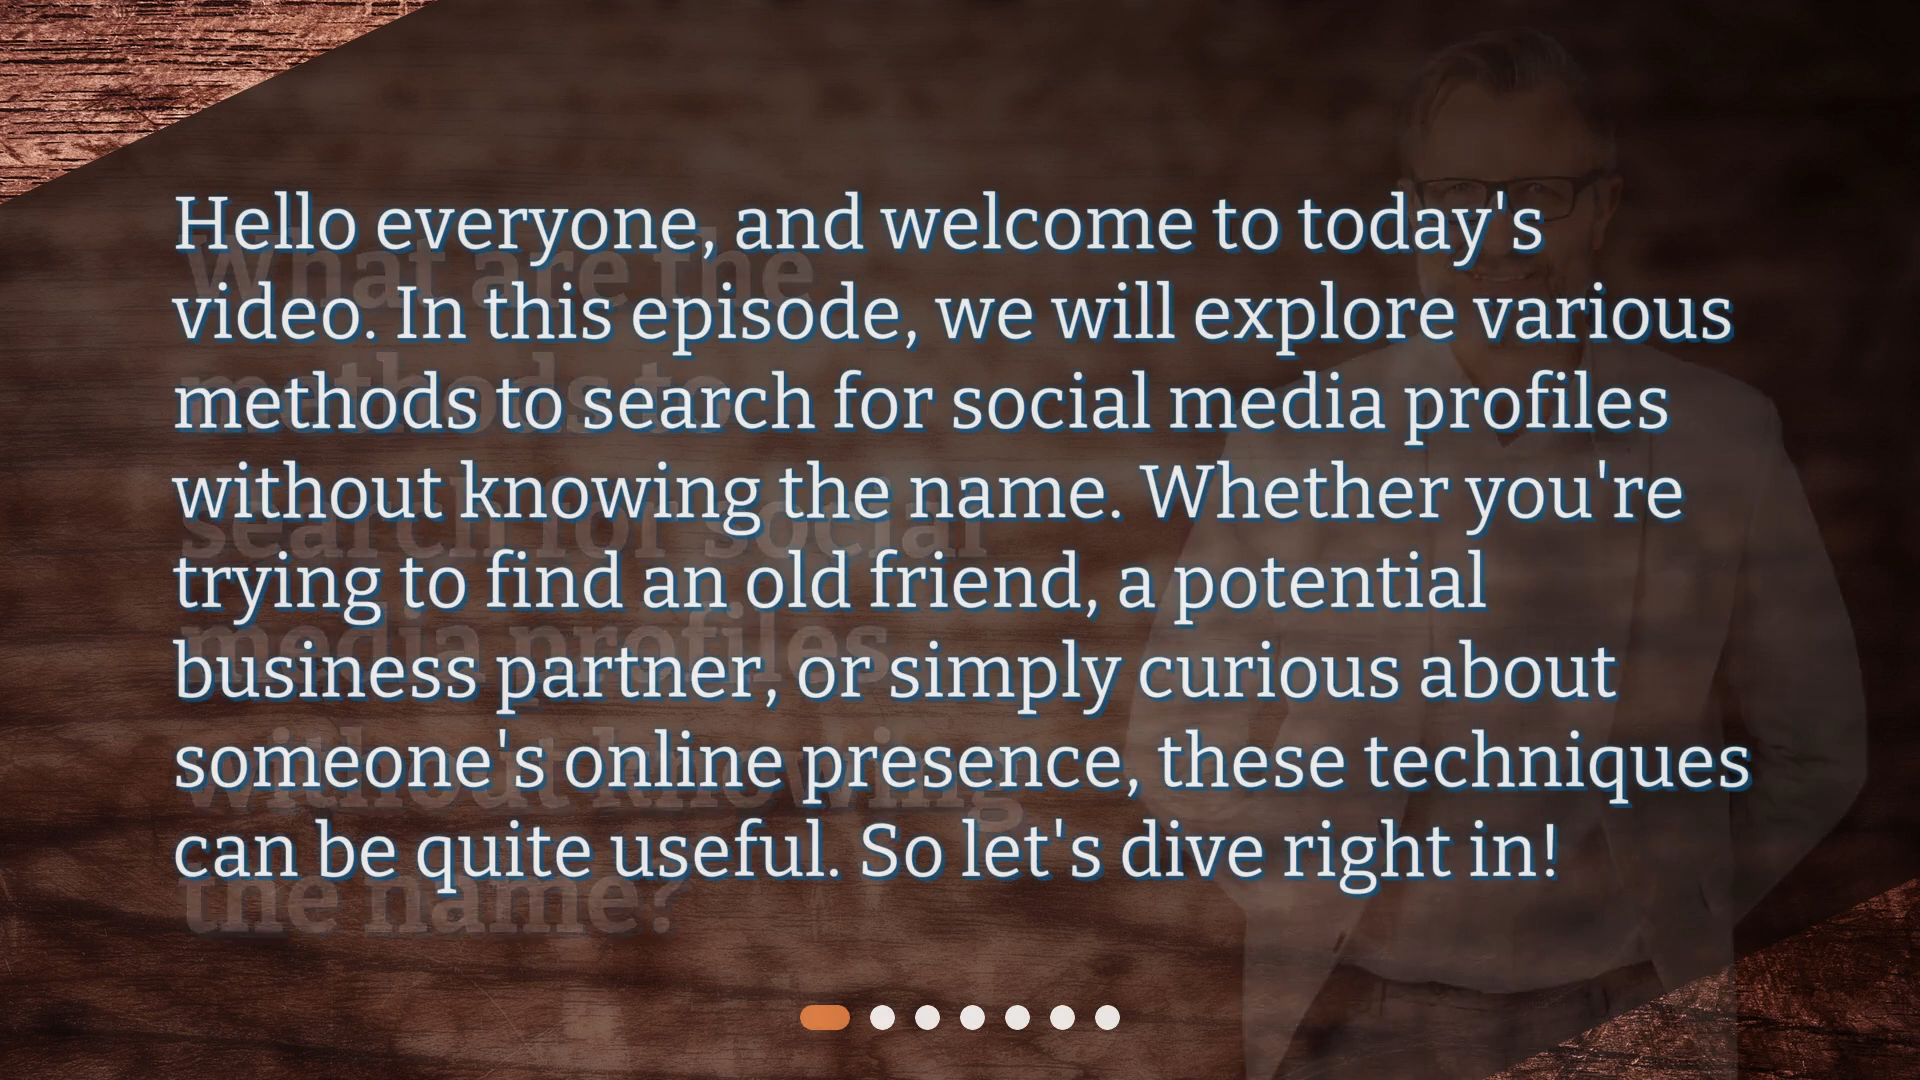 Hello everyone, and welcome to today's
video. In this episode, we will explore various
methods to search for social media profiles
without knowing the name. Whether you're
trying to find an old friend, a potential
business partner, or simply curious about
someone's online presence, these techniques
can be quite useful. So let's dive right in!
What are the
methods to
search for social
media profiles
without knowing
the name?